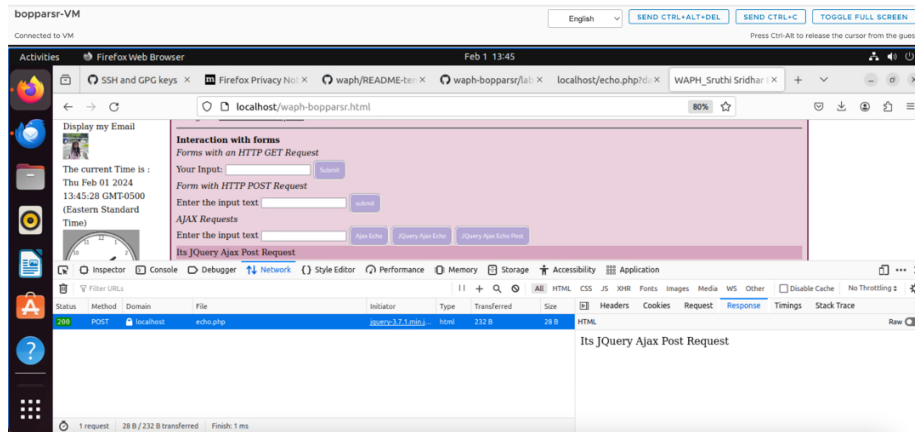 bopparsr-VM
English
SEND CTRL+ALT+DEL
SEND CTRL+C
TOGGLE FULL SCREEN
Connected to VM
Press Ctrl-Alt to release the cursor from the gues
Activities Firefox Web Browser Feb 1 13:45
SSH and GPG keys × Firefox Privacy Not × waph/README-ten × waph-bopparsr/lab × localhost/echo.php?da × WAPH_Sruthi Sridhar × +
localhost/waph-bopparsr.html 80%
Display my Email
The current Time is :
Thu Feb 01 2024
13:45:28 GMT-0500
(Eastern Standard
Time)
12
11 1
10 2
Interaction with forms
Forms with an HTTP GET Request
Your Input: Submit
Form with HTTP POST Request
Enter the input text submit
AJAX Requests
Enter the input text Ajax Echo JQuery Ajax Echo JQuery Ajax Echo Post
Its JQuery Ajax Post Request
Inspector Console Debugger Network {} Style Editor Performance Memory Storage Accessibility Application
Filter URLs All HTML CSS JS XHR Fonts Images Media WS Other Disable Cache No Throttling
Status Method Domain File Initiator Type Transferred Size
200 POST localhost echo.php jquery-3.7.1.min.j... html 232 B 28 B
1 request 28 B / 232 B transferred Finish: 1 ms
Headers Cookies Request Response Timings Stack Trace
HTML Raw
Its JQuery Ajax Post Request